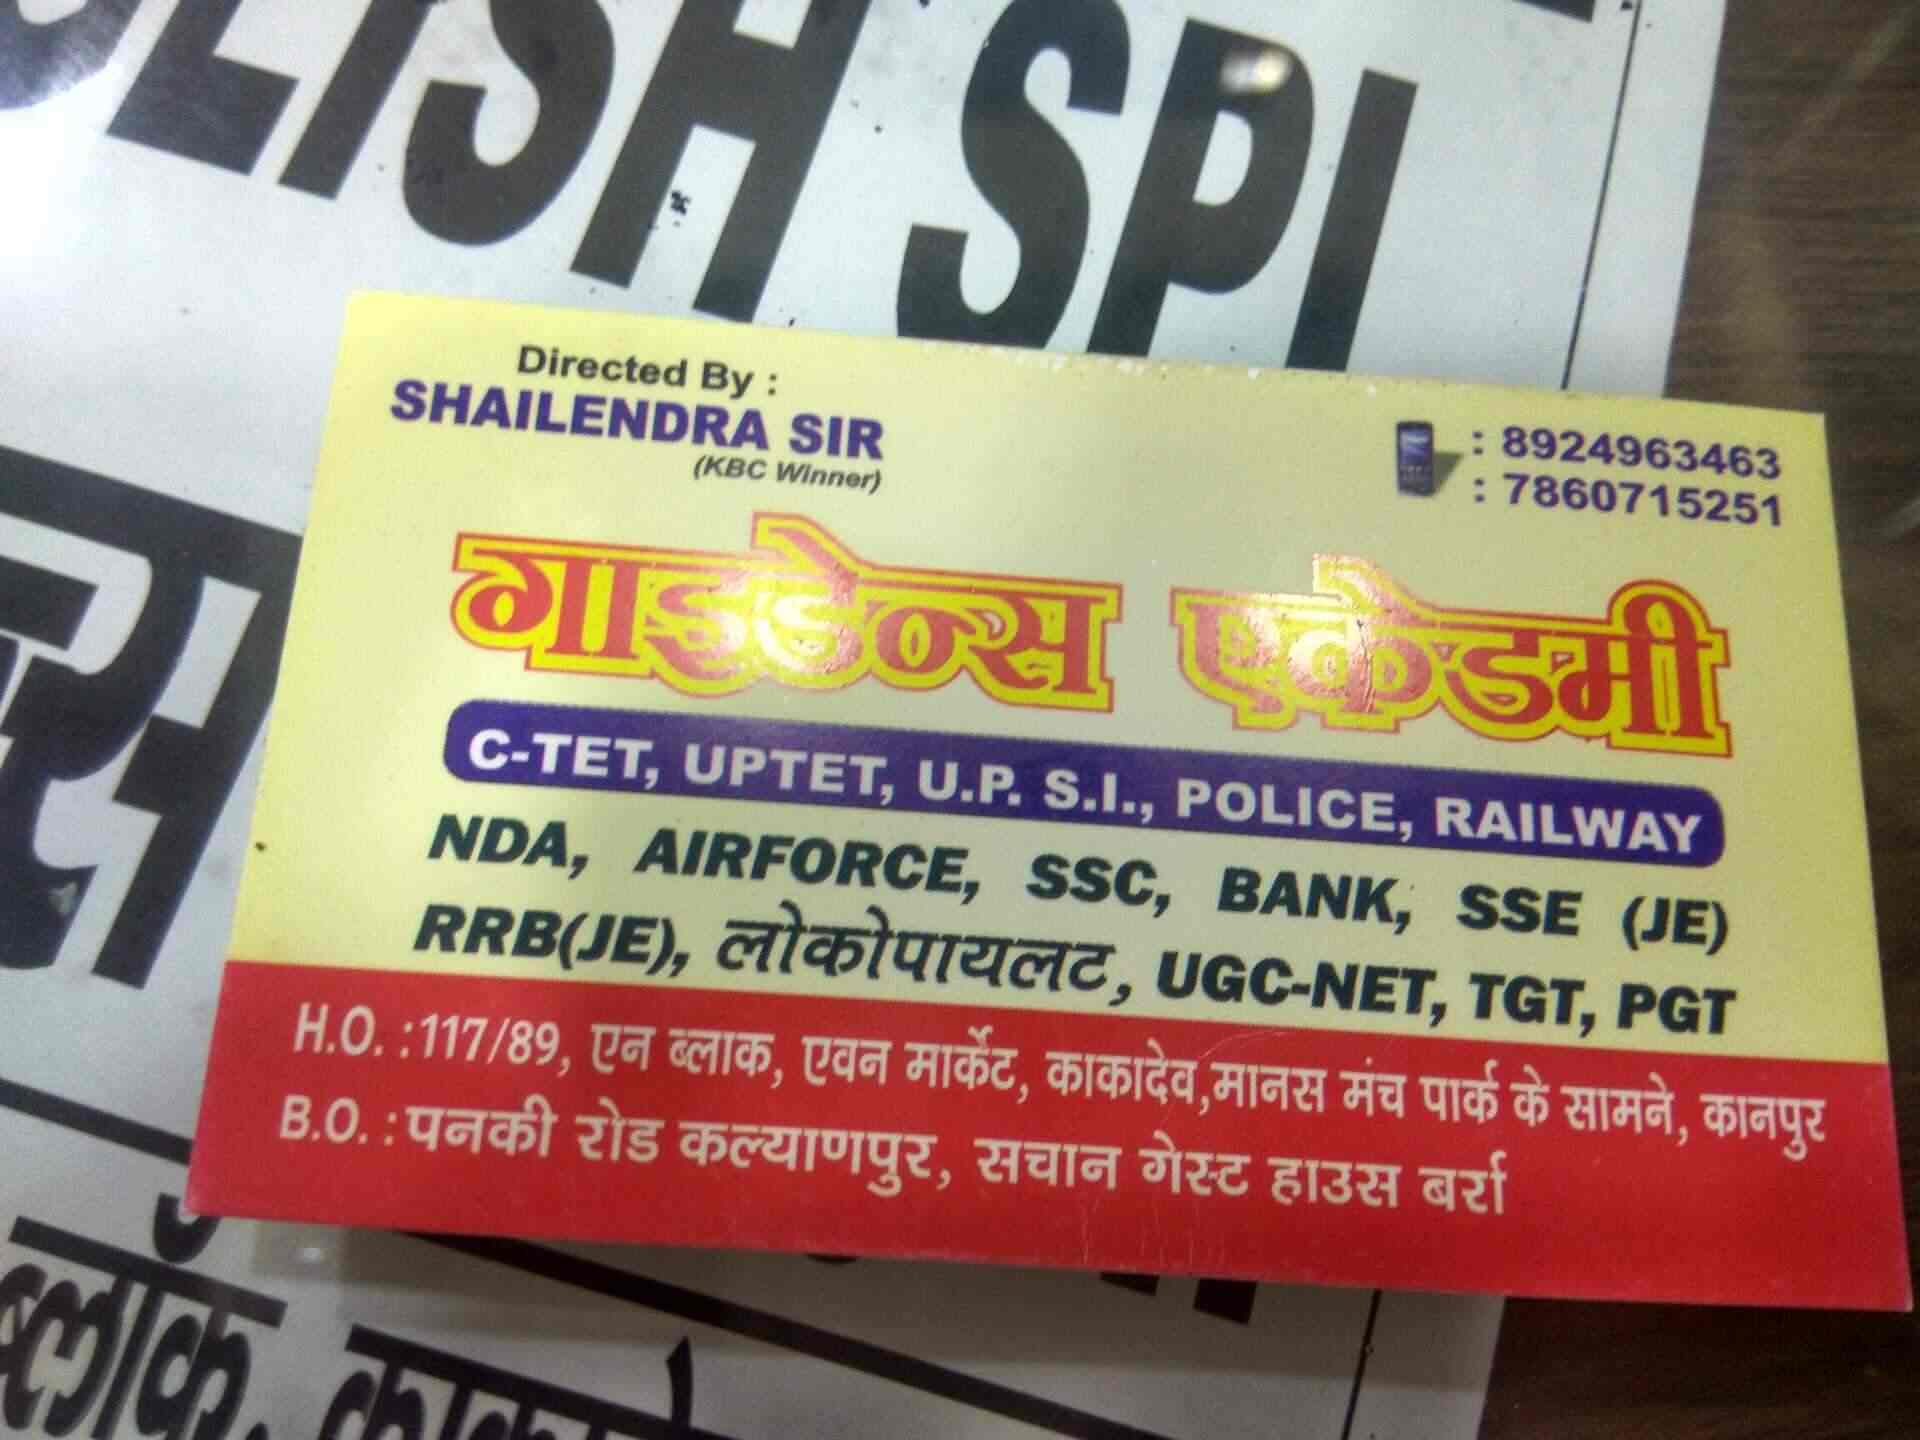 LISH SPI
Directed By :
SHAILENDRA SIR
(KBC Winner)
: 8924963463
: 7860715251
गाइडेन्स एकेडमी
C-TET, UPTET, U.P. S.I., POLICE, RAILWAY
NDA, AIRFORCE, SSC, BANK, SSE (JE)
RRB(JE), लोकोपायलट, UGC-NET, TGT, PGT
H.O. :117/89, एन ब्लाक, एवन मार्केट, काकादेव,मानस मंच पार्क के सामने, कानपुर
B.O. :पनकी रोड कल्याणपुर, सचान गेस्ट हाउस बर्रा
ब्लॉक,